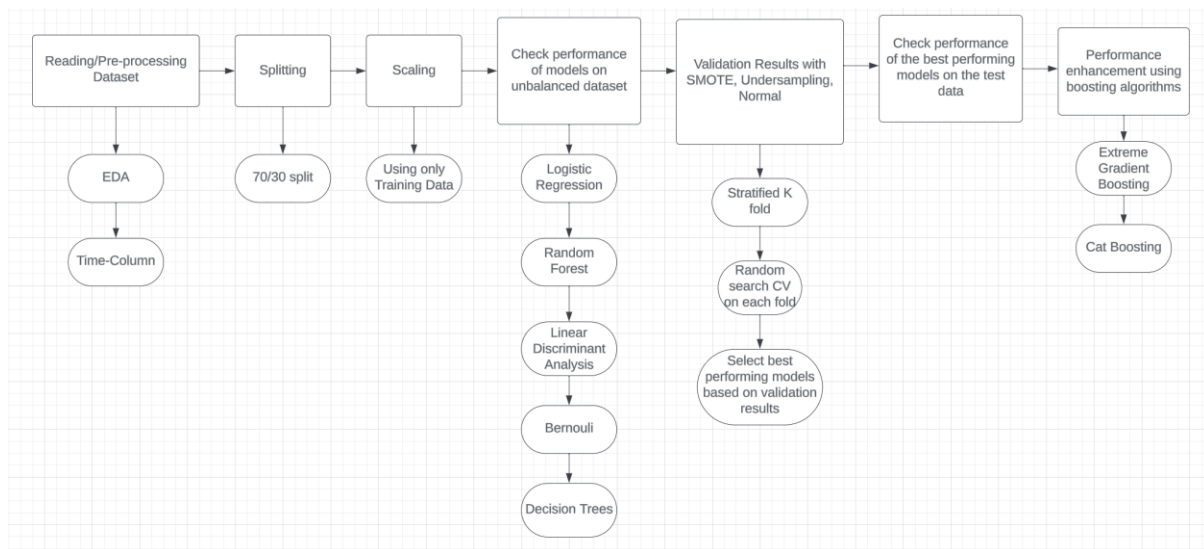 Reading/Pre-processing
Dataset
Splitting
Scaling
Check performance
of models on
unbalanced dataset
Validation Results with
SMOTE, Undersampling,
Normal
Check performance
of the best performing
models on the test
data
Performance
enhancement using
boosting algorithms
EDA
Time-Column
70/30 split
Using only
Training Data
Logistic
Regression
Random
Forest
Linear
Discriminant
Analysis
Bernouli
Decision Trees
Stratified K
fold
Random
search CV
on each fold
Select best
performing models
based on validation
results
Extreme
Gradient
Boosting
Cat Boosting